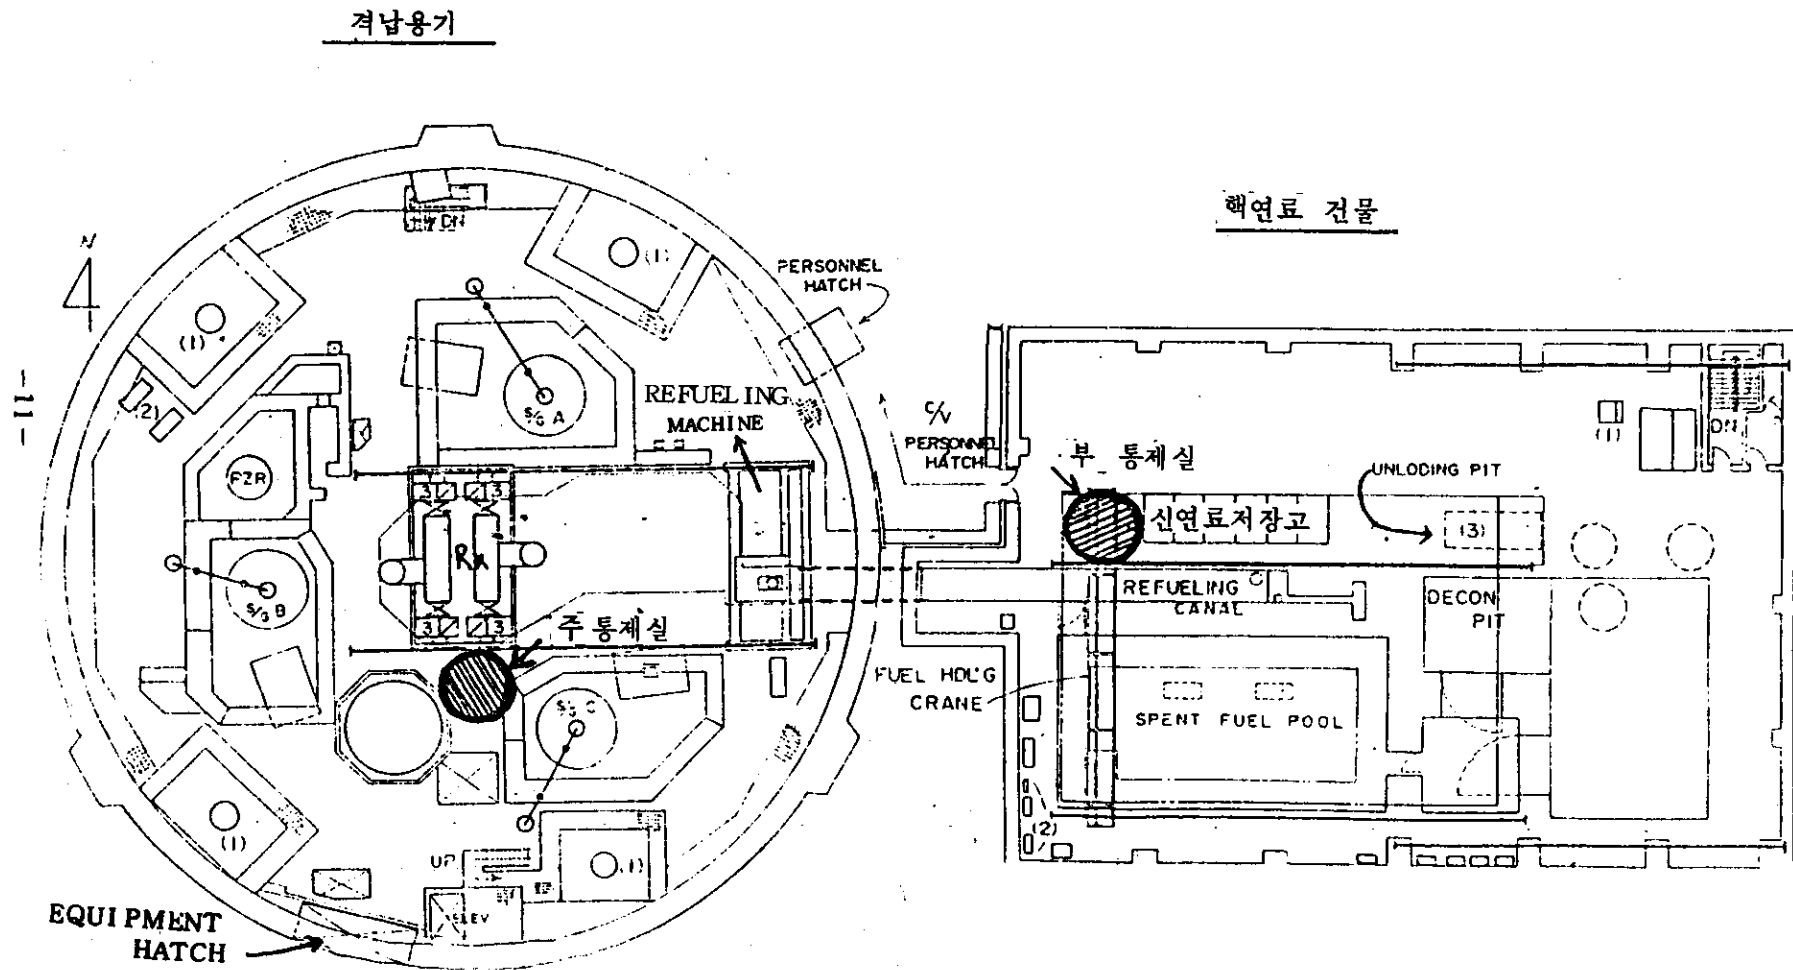 격납용기
핵연료 건물
N
DN
(1)
(1)
PERSONNEL
HATCH
(2)
S/G A
REFUELING
MACHINE
C/V
PERSONNEL
HATCH
PZR
3
3
Rx
S/G B
3
3
주 통제실
S/G C
(1)
UP
(1)
ELEV
EQUIPMENT
HATCH
부 통제실
신연료저장고
UNLODING PIT
(3)
(1)
DN
REFUELING
CANAL
DECON
PIT
FUEL HDL'G
CRANE
SPENT FUEL POOL
(2)
-11-